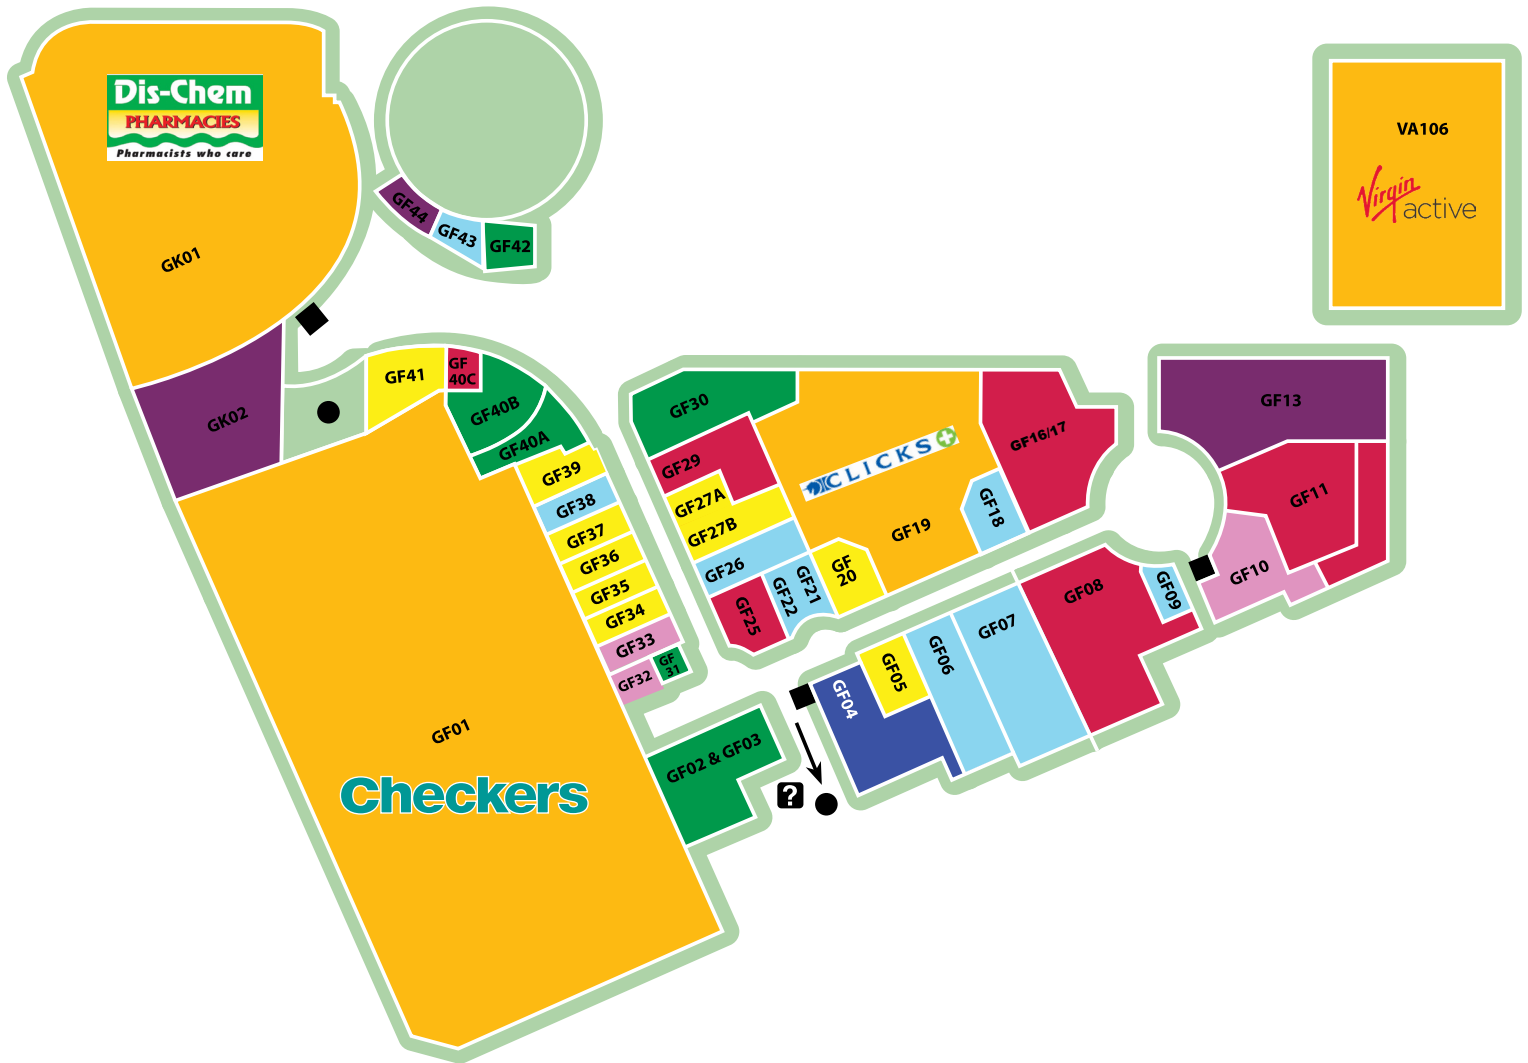 Dis-Chem
PHARMACIES
Pharmacists who care
GK01
GK02
GF44
GF43
GF42
VA106
Virgin
active
GF41
GF
40C
GF40B
GF40A
GF39
GF38
GF37
GF36
GF35
GF34
GF33
GF32
GF
31
GF01
Checkers
GF02 & GF03
?
GF30
GF29
GF27A
GF27B
GF26
GF25
GF22
GF21
GF
20
CLICKS
GF19
GF18
GF16/17
GF13
GF11
GF10
GF09
GF08
GF07
GF06
GF05
GF04